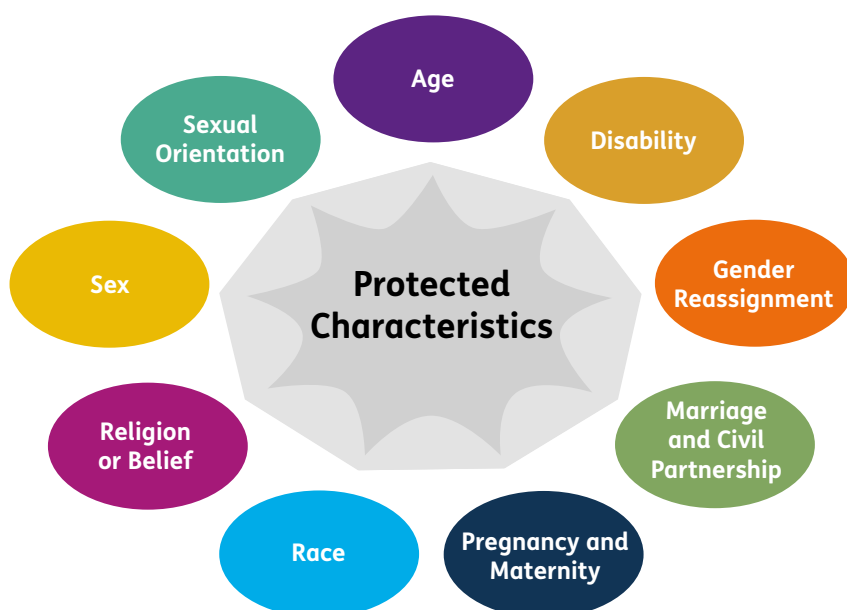 Age
Disability
Gender
Reassignment
Marriage
and Civil
Partnership
Pregnancy and
Maternity
Race
Religion
or Belief
Sex
Sexual
Orientation
Protected
Characteristics